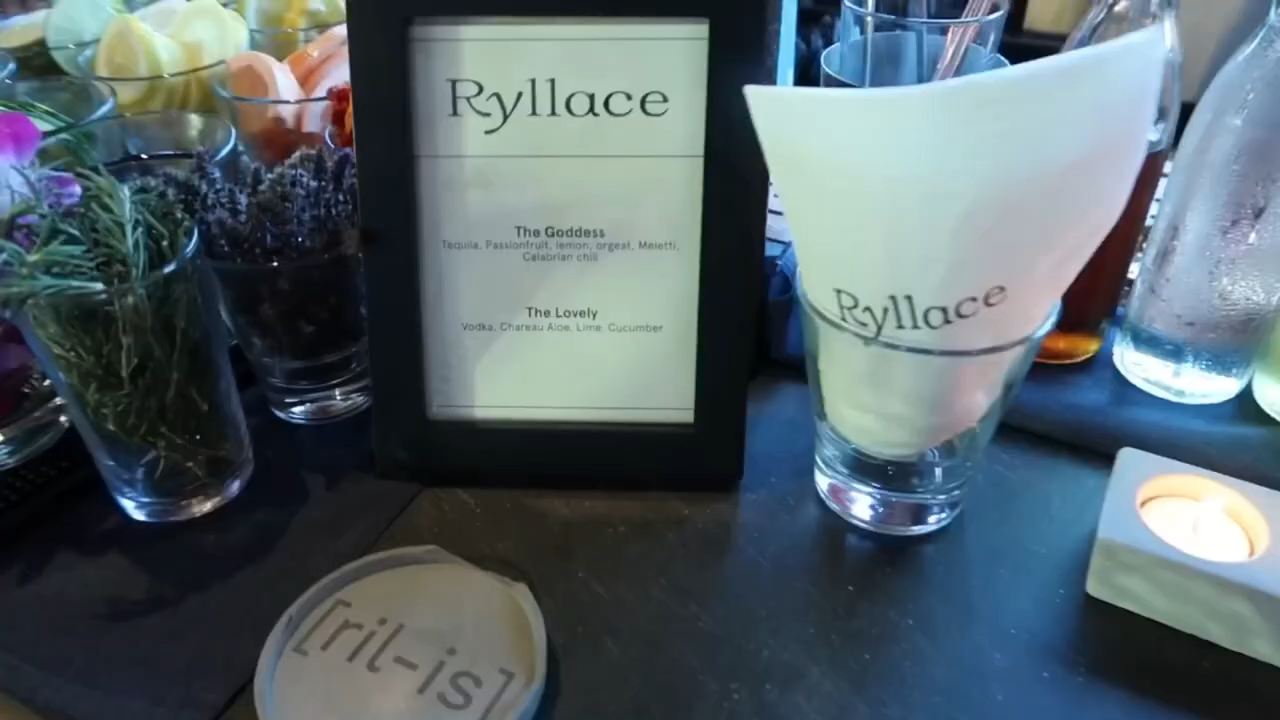 Ryllace
The Goddess
Tequila, Passionfruit, lemon, orgeat, Meletti,
Calabrian chili
The Lovely
Vodka, Chareau Aloe, Lime, Cucumber
Ryllace
[ril-is]